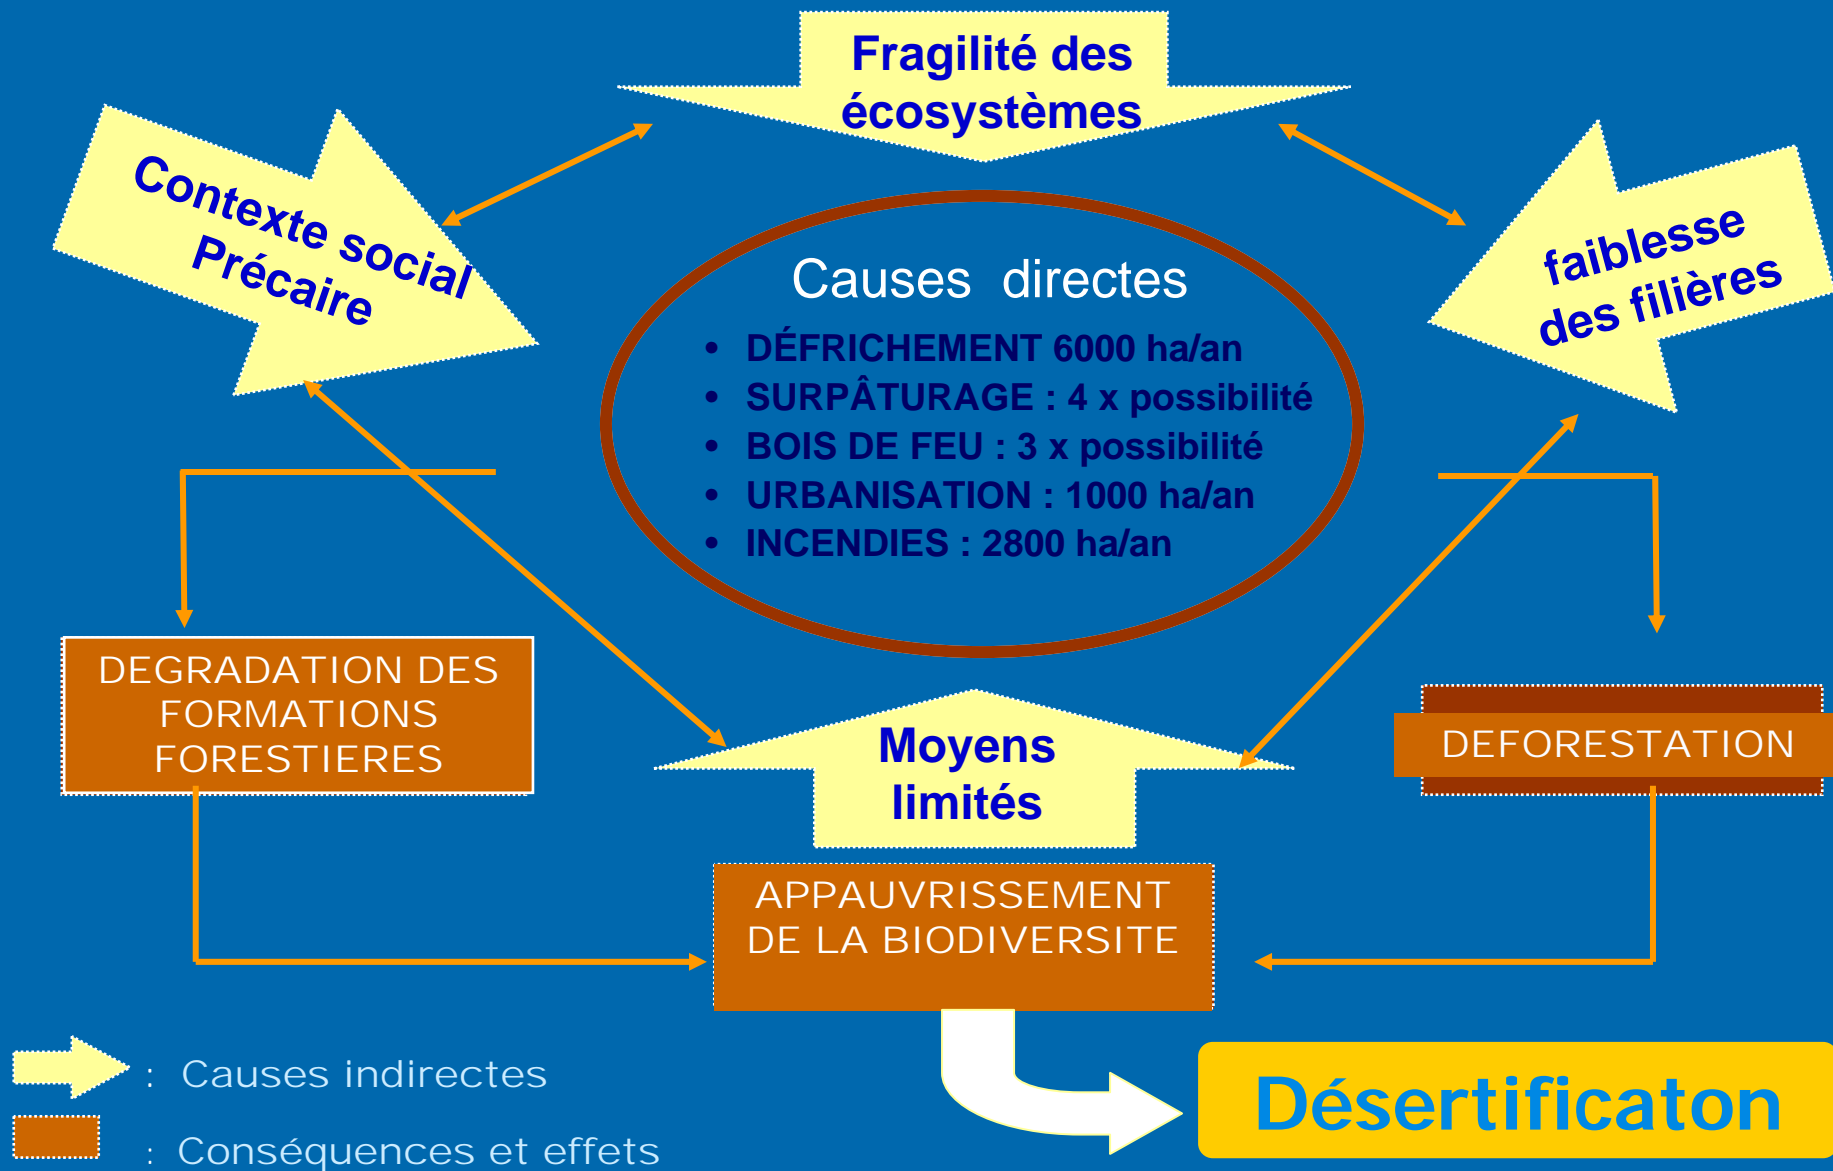 Fragilité des
écosystèmes
Contexte social
Précaire
faiblesse
des filières
Causes directes
• DÉFRICHEMENT 6000 ha/an
• SURPÂTURAGE : 4 x possibilité
• BOIS DE FEU : 3 x possibilité
• URBANISATION : 1000 ha/an
• INCENDIES : 2800 ha/an
DEGRADATION DES
FORMATIONS
FORESTIERES
Moyens
limités
DEFORESTATION
APPAUVRISSEMENT
DE LA BIODIVERSITE
: Causes indirectes
: Conséquences et effets
Désertificaton